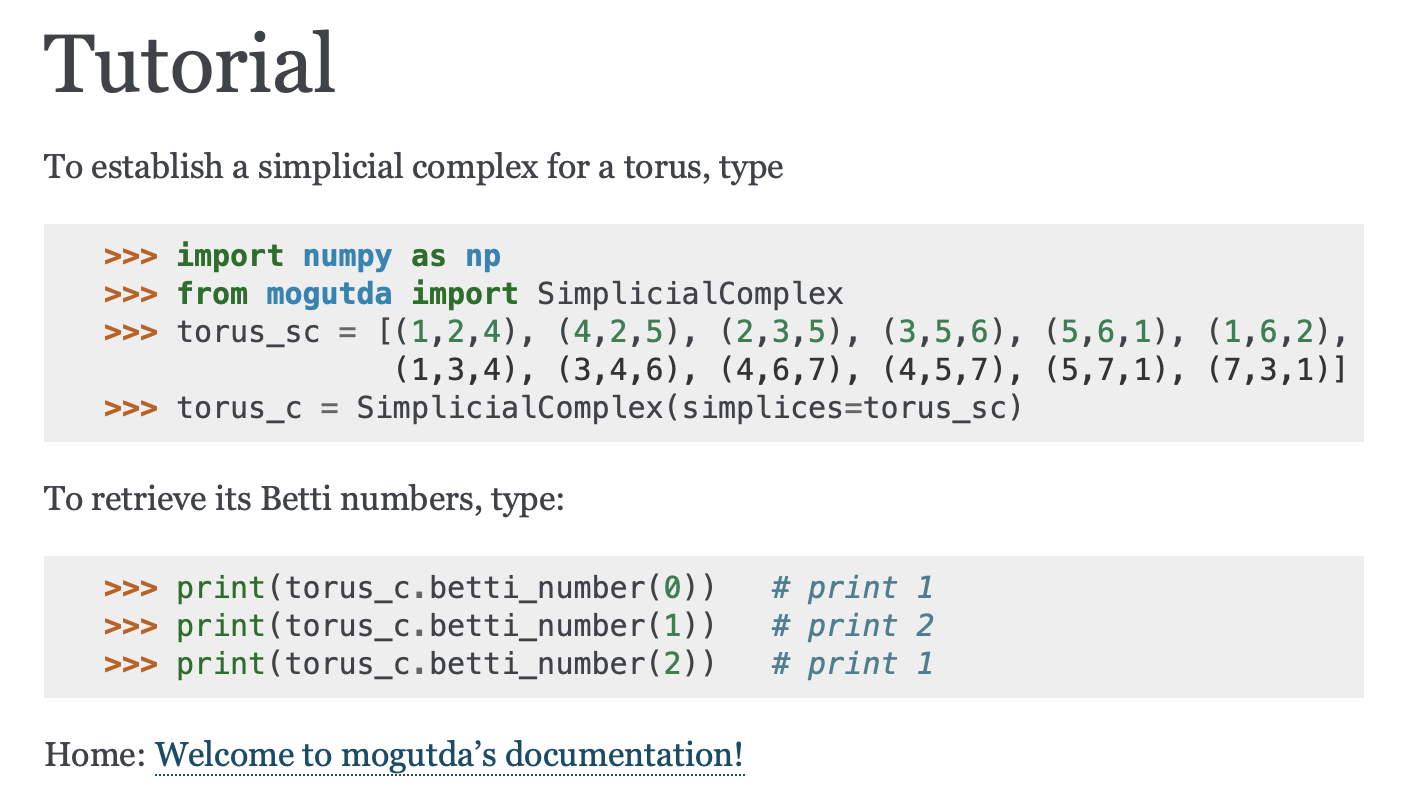 Tutorial
To establish a simplicial complex for a torus, type
>>> import numpy as np
>>> from mogutda import SimplicialComplex
>>> torus_sc = [(1,2,4), (4,2,5), (2,3,5), (3,5,6), (5,6,1), (1,6,2),
(1,3,4), (3,4,6), (4,6,7), (4,5,7), (5,7,1), (7,3,1)]
>>> torus_c = SimplicialComplex(simplices=torus_sc)
To retrieve its Betti numbers, type:
>>> print(torus_c.betti_number(0))   # print 1
>>> print(torus_c.betti_number(1))   # print 2
>>> print(torus_c.betti_number(2))   # print 1
Home: Welcome to mogutda’s documentation!